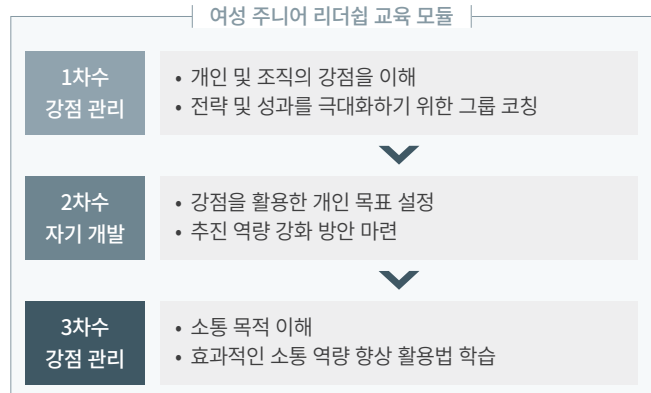 여성 주니어 리더십 교육 모듈
1차수
강점 관리
• 개인 및 조직의 강점을 이해
• 전략 및 성과를 극대화하기 위한 그룹 코칭
2차수
자기 개발
• 강점을 활용한 개인 목표 설정
• 추진 역량 강화 방안 마련
3차수
강점 관리
• 소통 목적 이해
• 효과적인 소통 역량 향상 활용법 학습